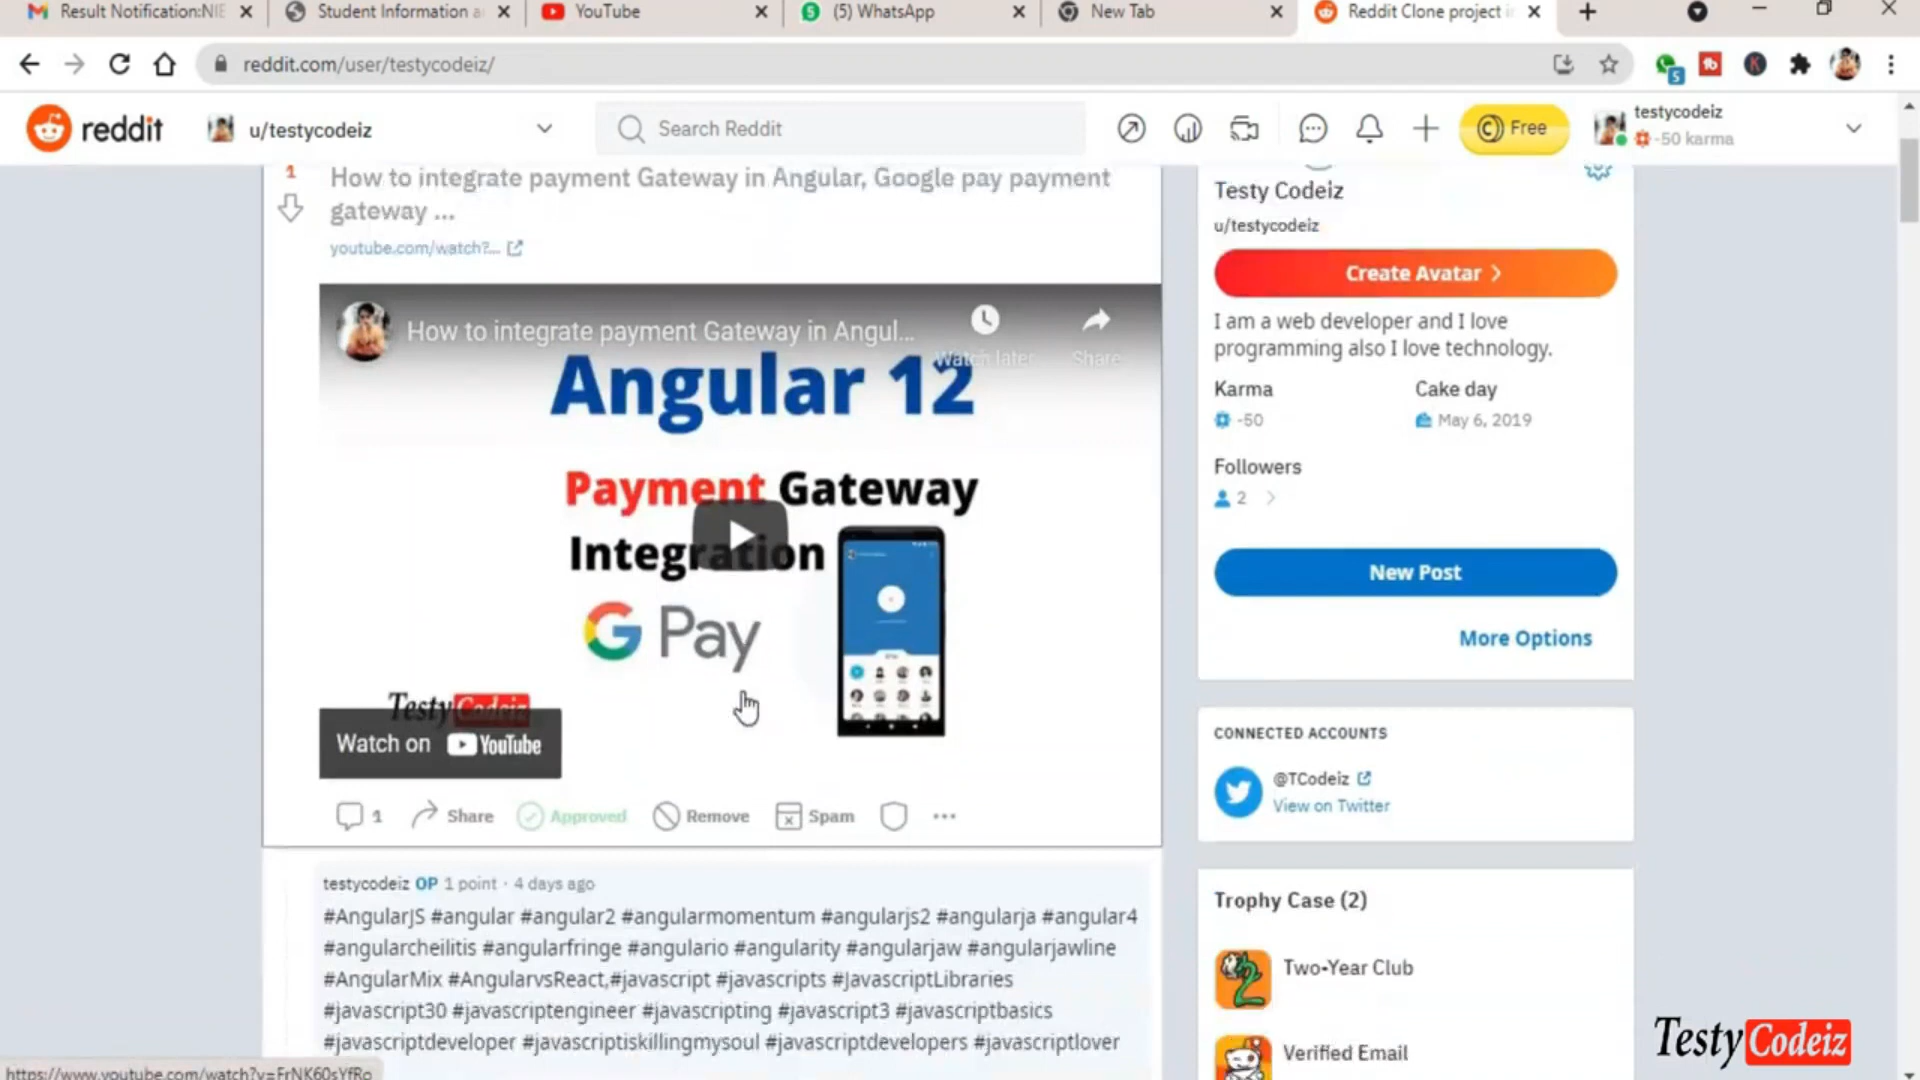 Result Notification:NIE
Student Information a
YouTube
(5) WhatsApp
New Tab
Reddit Clone project i
reddit.com/user/testycodeiz/
reddit
u/testycodeiz
Search Reddit
Free
testycodeiz
-50 karma
1
How to integrate payment Gateway in Angular, Google pay payment
gateway ...
youtube.com/watch?...
How to integrate payment Gateway in Angul...
Watch later
Share
Angular 12
Payment Gateway
Integration
G Pay
Testy Codeiz
Watch on YouTube
1
Share
Approved
Remove
Spam
testycodeiz OP 1 point · 4 days ago
#AngularJS #angular #angular2 #angularmomentum #angularjs2 #angularja #angular4
#angularcheilitis #angularfringe #angulario #angularity #angularjaw #angularjawline
#AngularMix #AngularvsReact,#javascript #javascripts #JavascriptLibraries
#javascript30 #javascriptengineer #javascripting #javascript3 #javascriptbasics
#javascriptdeveloper #javascriptiskillingmysoul #javascriptdevelopers #javascriptlover
Testy Codeiz
u/testycodeiz
Create Avatar
I am a web developer and I love
programming also I love technology.
Karma
Cake day
-50
May 6, 2019
Followers
2
New Post
More Options
CONNECTED ACCOUNTS
@TCodeiz
View on Twitter
Trophy Case (2)
Two-Year Club
Verified Email
Testy Codeiz